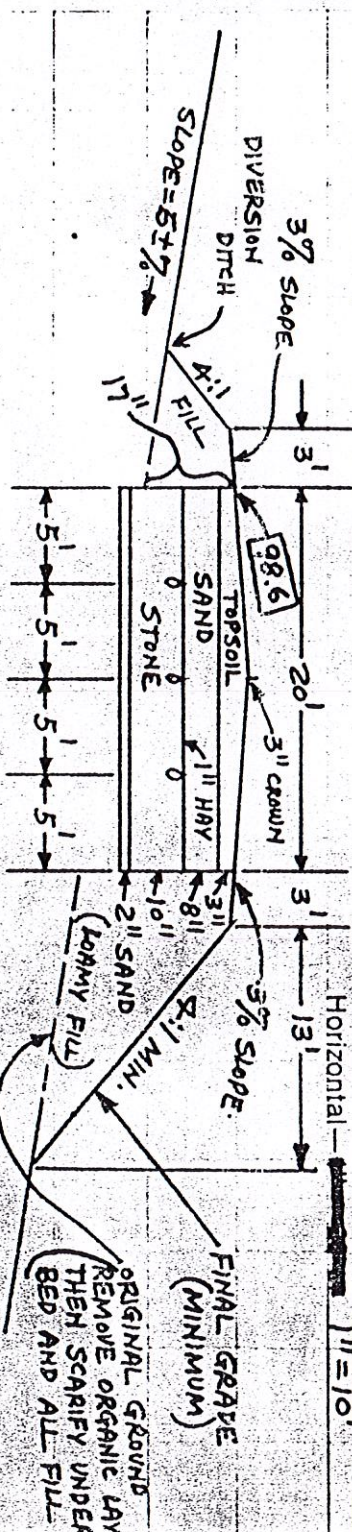 Horizontal 1" = 10'
3' 20' 3' 13'
3% SLOPE
DIVERSION
DITCH
98.6
3" CROWN
3% SLOPE.
FINAL GRADE
(MINIMUM)
4:1
FILL
17"
SLOPE = 5±%
TOPSOIL
SAND
1" HAY
STONE
3"
8"
10"
2" SAND
4:1 MIN.
(LOAMY FILL)
5' 5' 5' 5'
ORIGINAL GROUND
(REMOVE ORGANIC LAY
THEN SCARIFY UNDER
BED AND ALL FILL